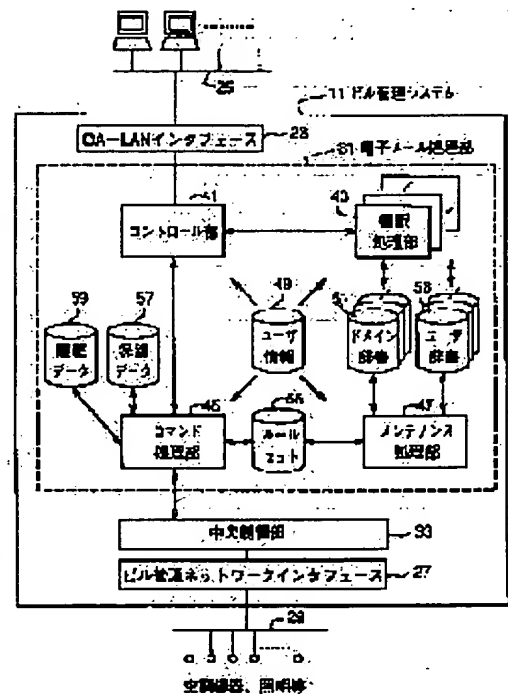 25
11 ビル管理システム
OA-LANインタフェース
23
31 電子メール処理部
41
コントロール部
43
翻訳
処理部
59
履歴
データ
57
データ
49
ユーザ
情報
ドメイン
辞書
53
ユーザ
辞書
45
コマンド
処理部
55
ルール
セット
47
メンテナンス
処理部
中央制御部
33
ビル管理ネットワークインタフェース
27
29
空調機器、照明等